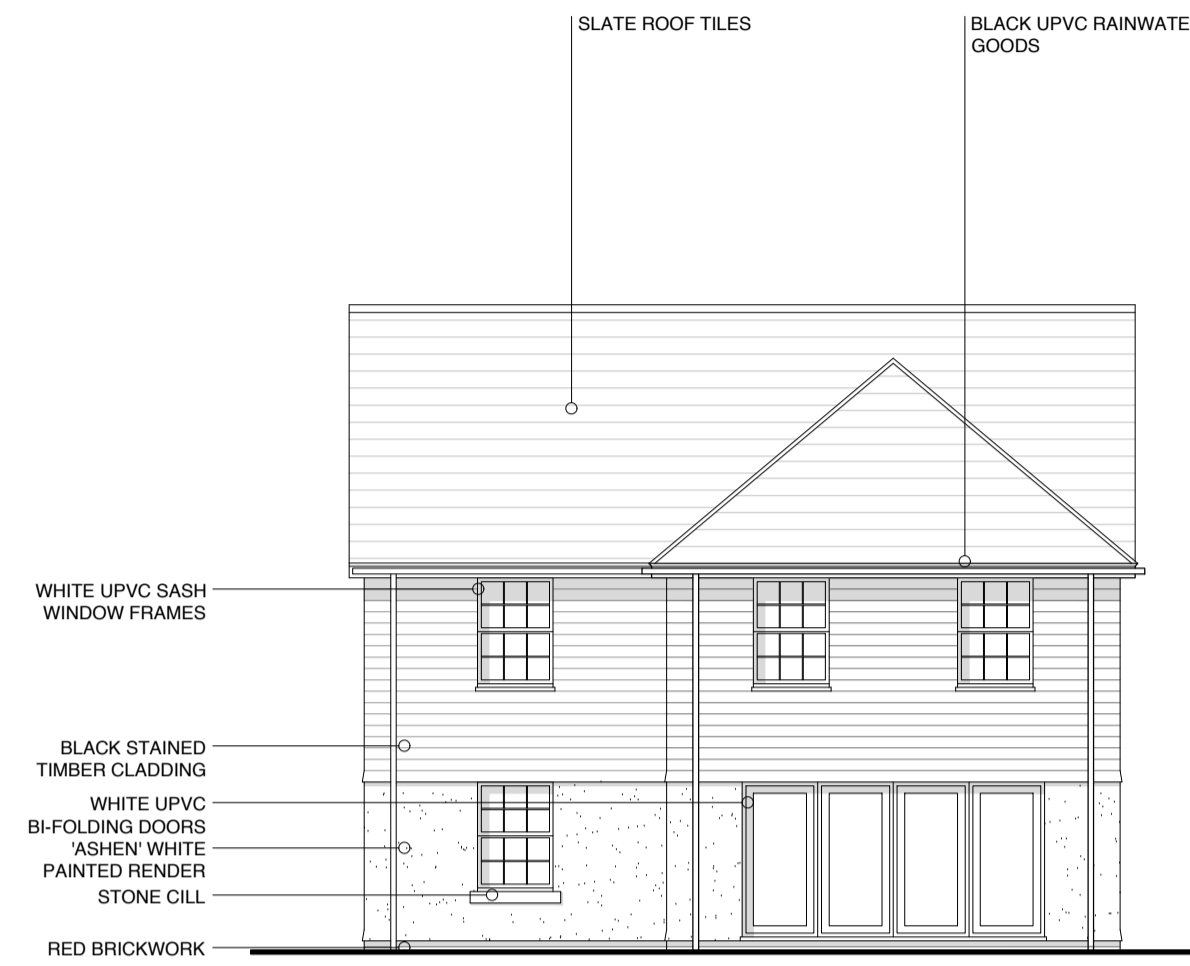 SLATE ROOF TILES
BLACK UPVC RAINWATE
GOODS
WHITE UPVC SASH
WINDOW FRAMES
BLACK STAINED
TIMBER CLADDING
WHITE UPVC
BI-FOLDING DOORS
'ASHEN' WHITE
PAINTED RENDER
STONE CILL
RED BRICKWORK